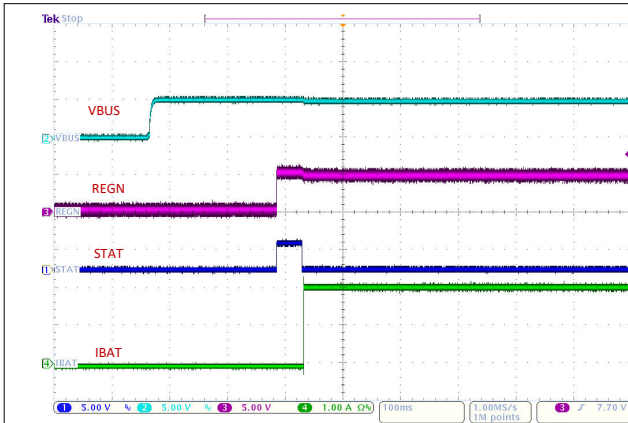 Tek Stop
VBUS
2 VBUS
REGN
3 REGN
STAT
1 STAT
IBAT
4 IBAT
1 5.00 V 2 5.00 V 3 5.00 V 4 1.00 A Ω 100ms 1.00MS/s 3 7.70 V
1M points